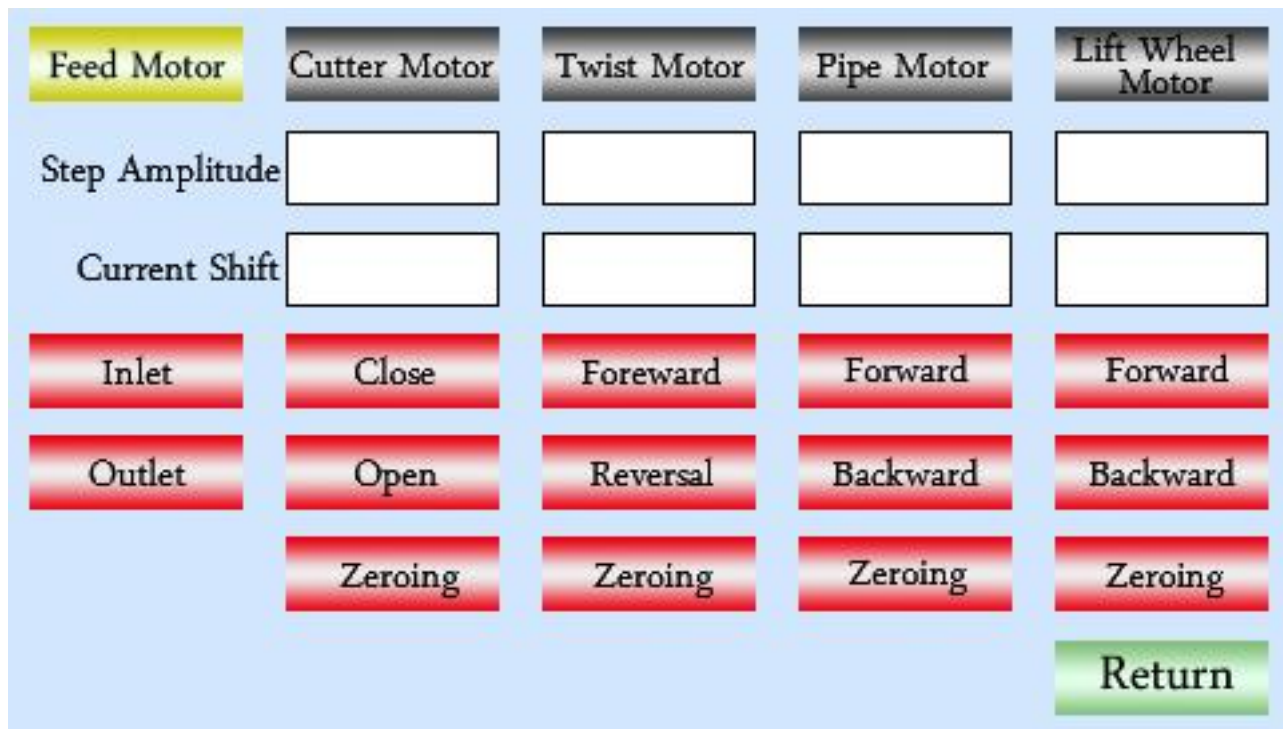 Feed Motor
Cutter Motor
Twist Motor
Pipe Motor
Lift Wheel
Motor
Step Amplitude
Current Shift
Inlet
Close
Foreward
Forward
Forward
Outlet
Open
Reversal
Backward
Backward
Zeroing
Zeroing
Zeroing
Zeroing
Return